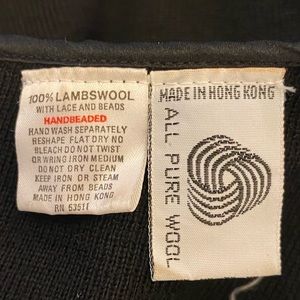 100% LAMBSWOOL
WITH LACE AND BEADS
HANDBEADED
HAND WASH SEPARATELY
RESHAPE FLAT DRY NO
BLEACH DO NOT TWIST
OR WRING IRON MEDIUM
DO NOT DRY CLEAN
KEEP IRON OR STEAM
AWAY FROM BEADS
MADE IN HONG KONG
RN 63511
MADE IN HONG KONG
ALL PURE WOOL